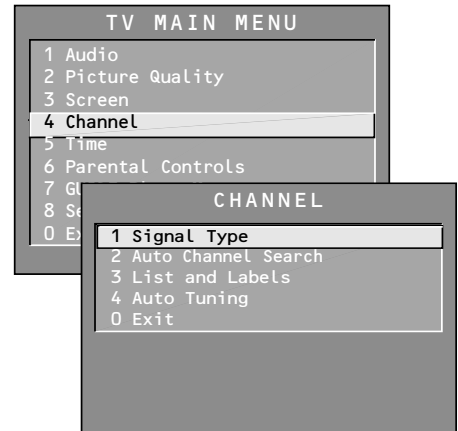 TV MAIN MENU
1 Audio
2 Picture Quality
3 Screen
4 Channel
5 Time
6 Parental Controls
7
8
0
CHANNEL
1 Signal Type
2 Auto Channel Search
3 List and Labels
4 Auto Tuning
0 Exit